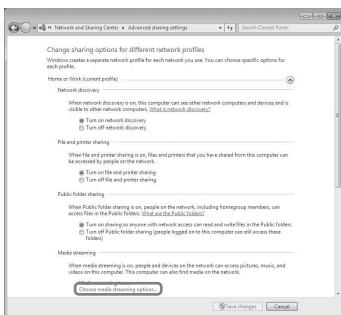 « Network and Sharing Center ▸ Advanced sharing settings
Search Control Panel
Change sharing options for different network profiles
Windows creates a separate network profile for each network you use. You can choose specific options for
each profile.
Home or Work (current profile)
Network discovery
When network discovery is on, this computer can see other network computers and devices and is
visible to other network computers. What is network discovery?
Turn on network discovery
Turn off network discovery
File and printer sharing
When file and printer sharing is on, files and printers that you have shared from this computer can
be accessed by people on the network.
Turn on file and printer sharing
Turn off file and printer sharing
Public folder sharing
When Public folder sharing is on, people on the network, including homegroup members, can
access files in the Public folders. What are the Public folders?
Turn on sharing so anyone with network access can read and write files in the Public folders
Turn off Public folder sharing (people logged on to this computer can still access these
folders)
Media streaming
When media streaming is on, people and devices on the network can access pictures, music, and
videos on this computer. This computer can also find media on the network.
Choose media streaming options...
Save changes
Cancel